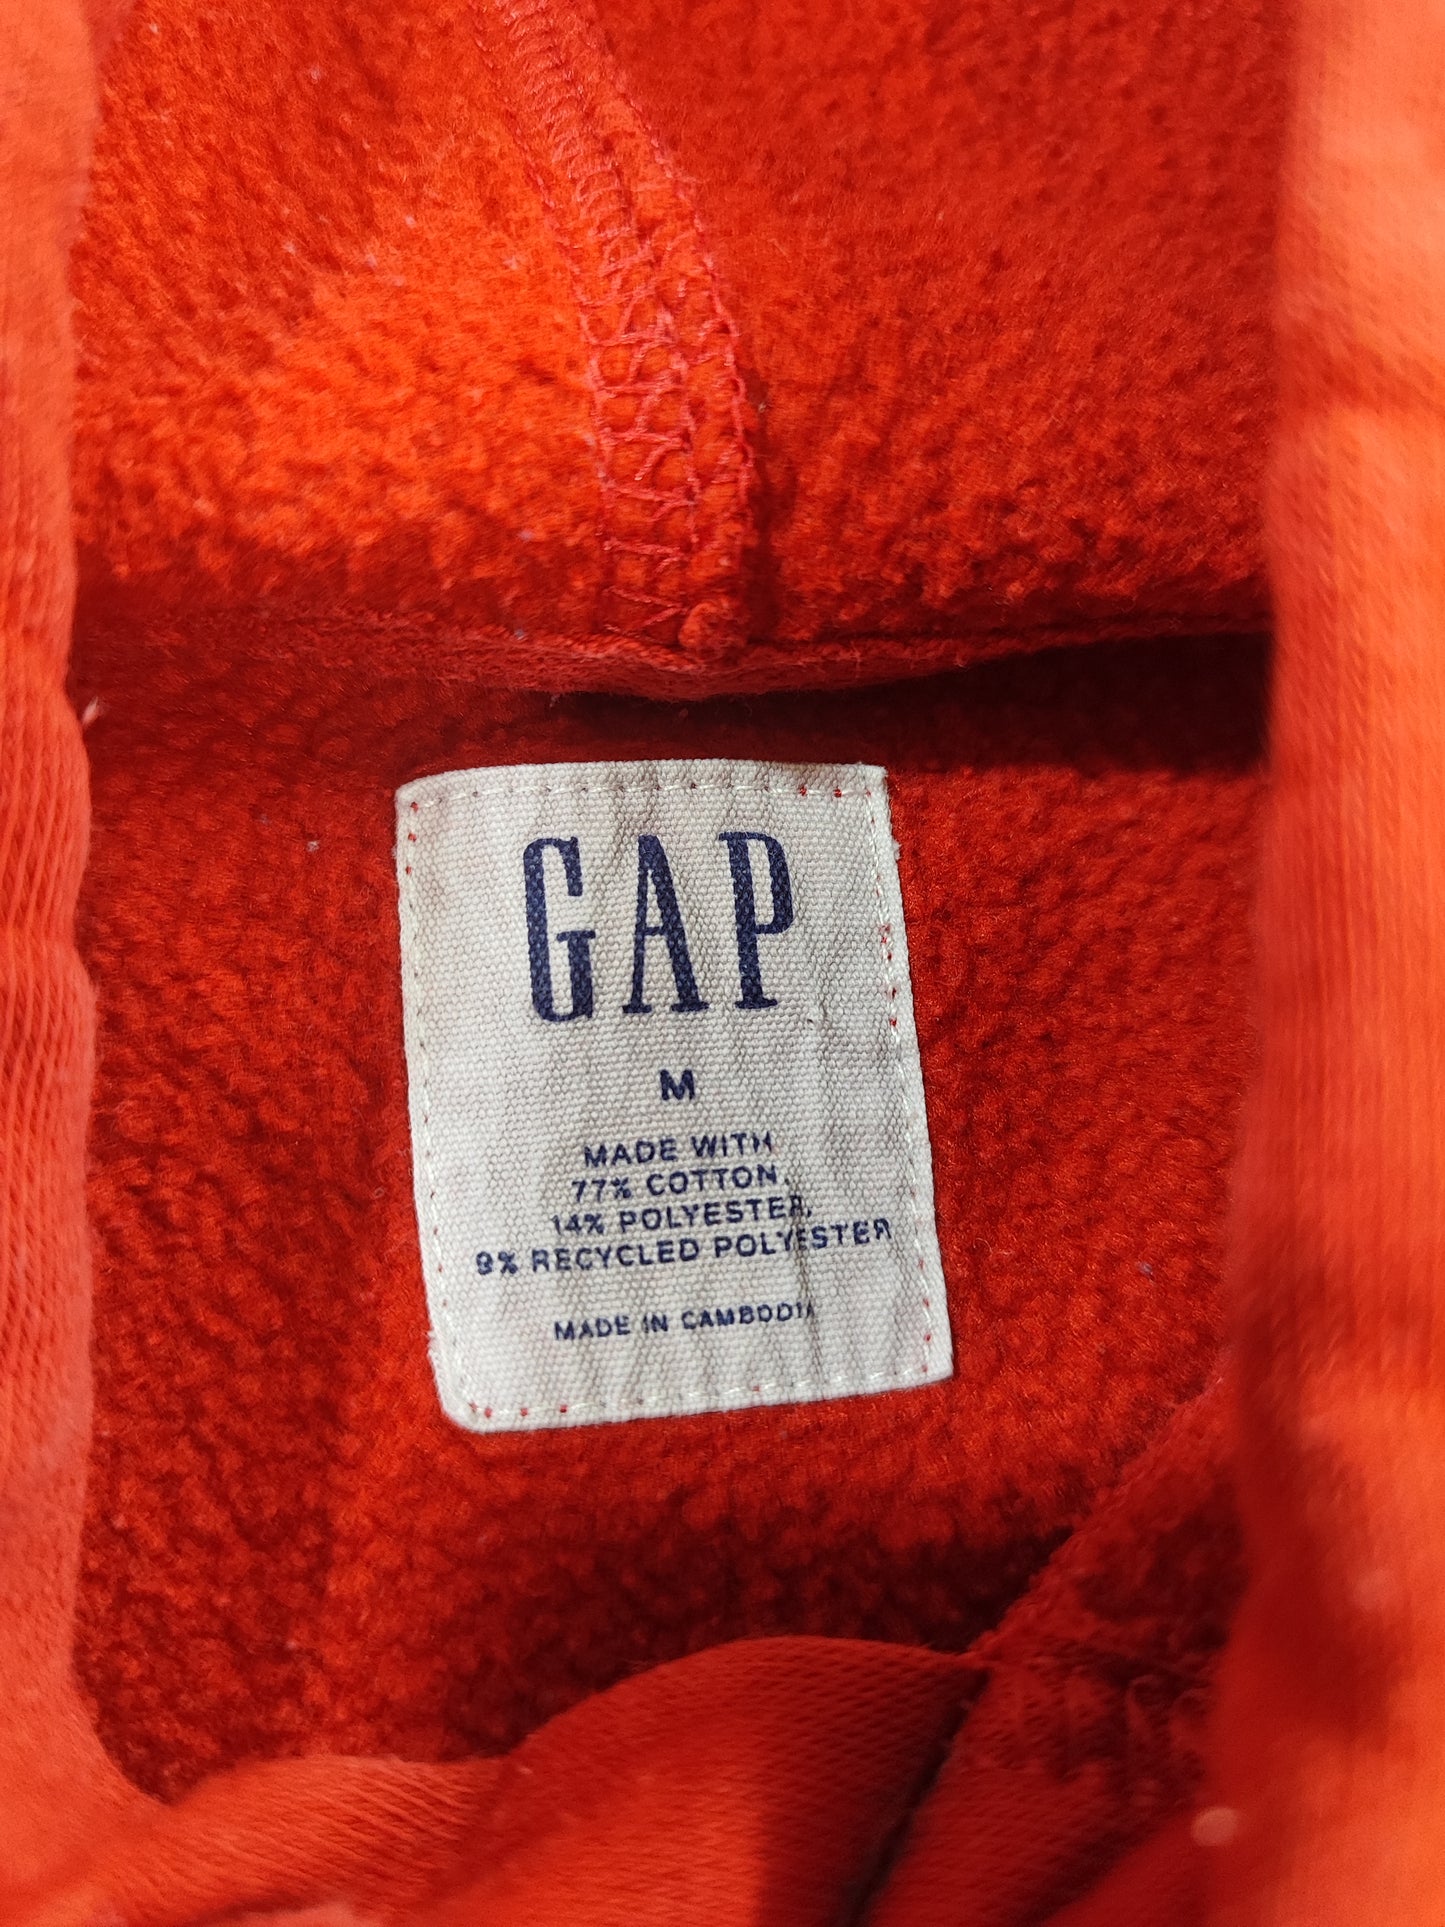 GAP
M
MADE WITH
77% COTTON,
14% POLYESTER,
9% RECYCLED POLYESTER
MADE IN CAMBODIA